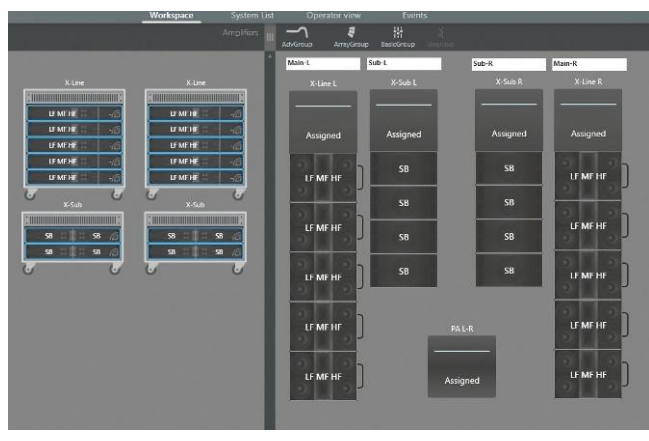 Workspace System List Operator view Events
Amplifiers
AdvGroup ArrayGroup BasicGroup
Main-L Sub-L Sub-R Main-R
X-Line X-Line
X-Line L X-Sub L X-Sub R X-Line R
Assigned Assigned Assigned Assigned
LF MF HF LF MF HF
LF MF HF LF MF HF
LF MF HF LF MF HF
LF MF HF LF MF HF
LF MF HF LF MF HF
X-Sub X-Sub
SB SB SB SB
SB SB SB SB
LF MF HF SB SB LF MF HF
LF MF HF SB SB LF MF HF
LF MF HF SB SB LF MF HF
SB SB
LF MF HF LF MF HF
LF MF HF LF MF HF
PA L-R
Assigned